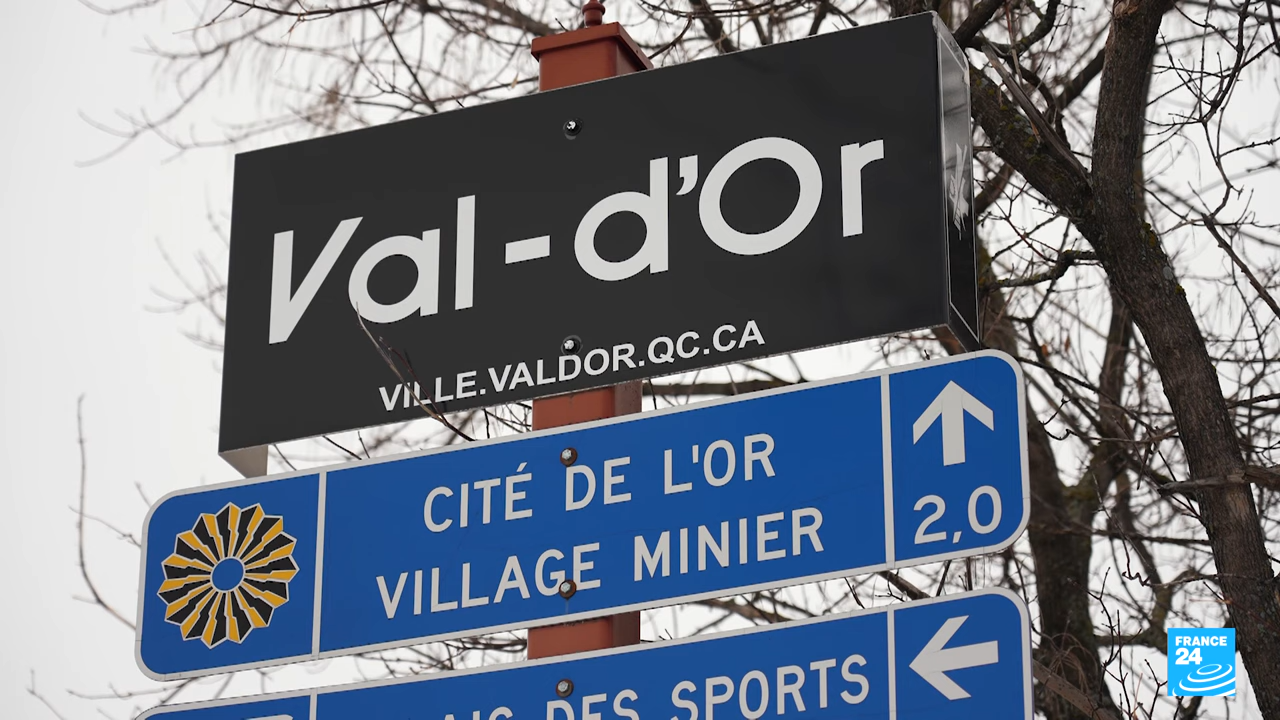 Val-d'Or
VILLE.VALDOR.QC.CA
CITÉ DE L'OR
VILLAGE MINIER
2,0
DES SPORTS
FRANCE
24